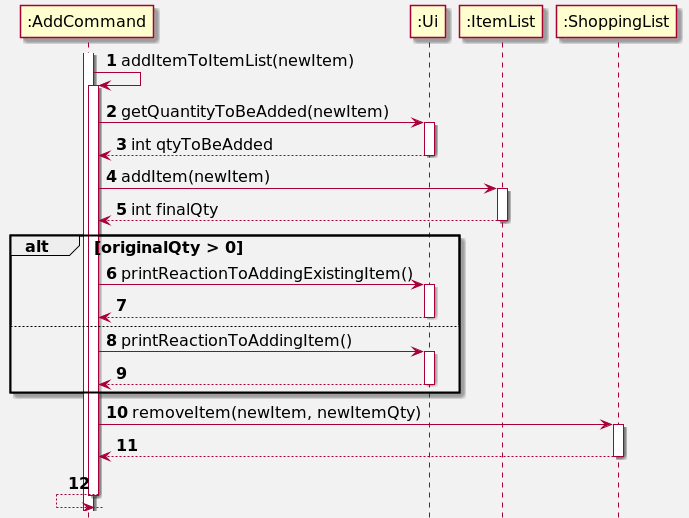 :AddCommand :Ui :ItemList :ShoppingList
1 addItemToItemList(newItem)
2 getQuantityToBeAdded(newItem)
3 int qtyToBeAdded
4 addItem(newItem)
5 int finalQty
alt [originalQty > 0]
6 printReactionToAddingExistingItem()
7
8 printReactionToAddingItem()
9
10 removeItem(newItem, newItemQty)
11
12